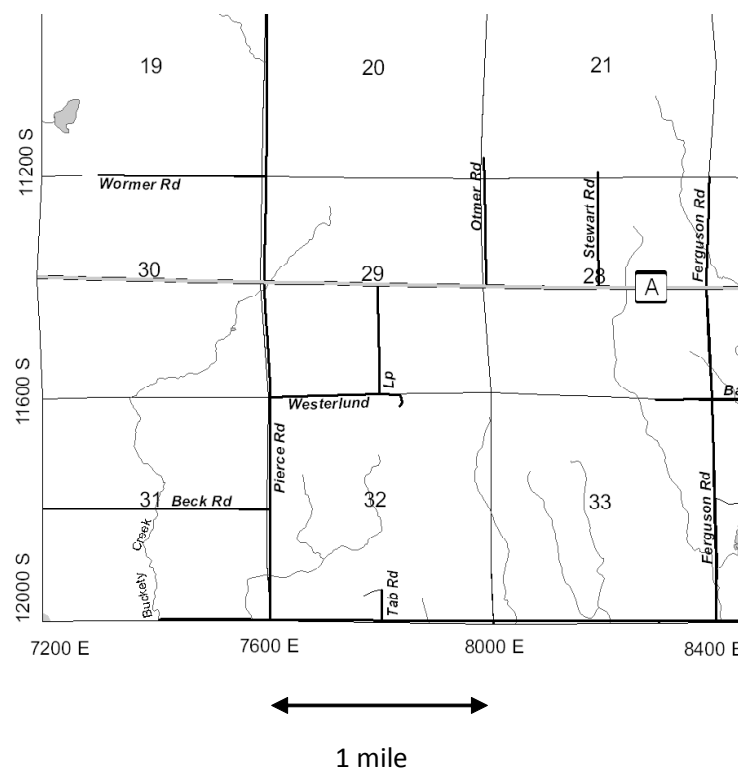 19
20
21
11200 S
Wormer Rd
Otmer Rd
Stewart Rd
Ferguson Rd
30
29
28
A
11600 S
Lp
Westerlund
Ba
Pierce Rd
31
Beck Rd
32
33
Ferguson Rd
Buckety Creek
12000 S
Tab Rd
7200 E
7600 E
8000 E
8400 E
1 mile